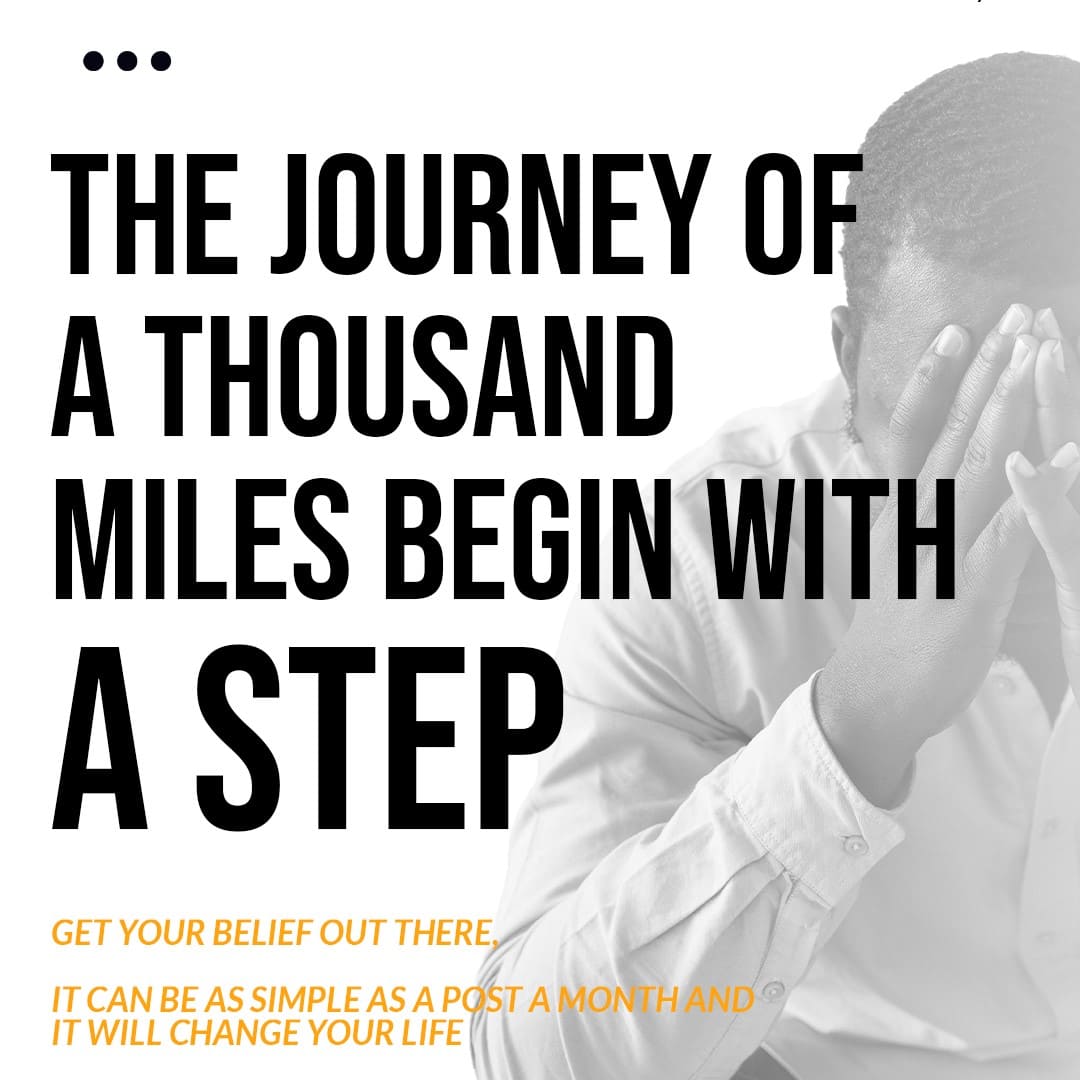 THE JOURNEY OF
A THOUSAND
MILES BEGIN WITH
A STEP
GET YOUR BELIEF OUT THERE,
IT CAN BE AS SIMPLE AS A POST A MONTH AND
IT WILL CHANGE YOUR LIFE